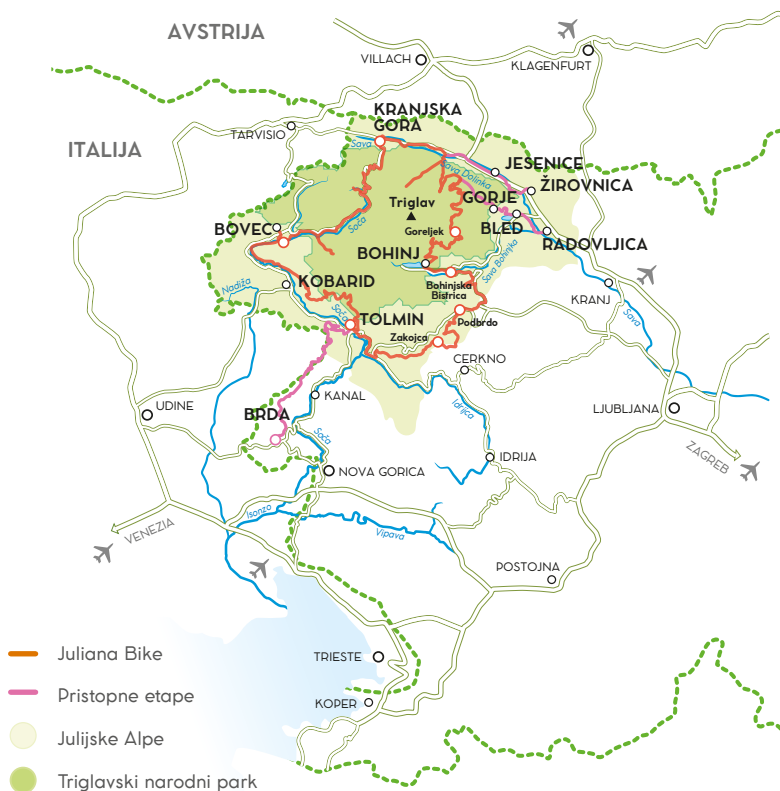 AVSTRIJA
VILLACH
KLAGENFURT
KRANJSKA
GORA
TARVISIO
ITALIJA
Sava
JESENICE
Sava Dolinka
ŽIROVNICA
Triglav
GORJE
Soča
BLED
BOVEC
Goreljek
RADOVLJICA
BOHINJ
Sava Bohinjka
KOBARID
Nadiža
Bohinjska
Bistrica
KRANJ
Soča
TOLMIN
Podbrdo
Sava
Zakojca
CERKNO
KANAL
UDINE
BRDA
Idrijca
LJUBLJANA
Soča
ZAGREB
IDRIJA
NOVA GORICA
Isonzo
VENEZIA
Vipava
POSTOJNA
Juliana Bike
TRIESTE
Pristopne etape
KOPER
Julijske Alpe
Triglavski narodni park